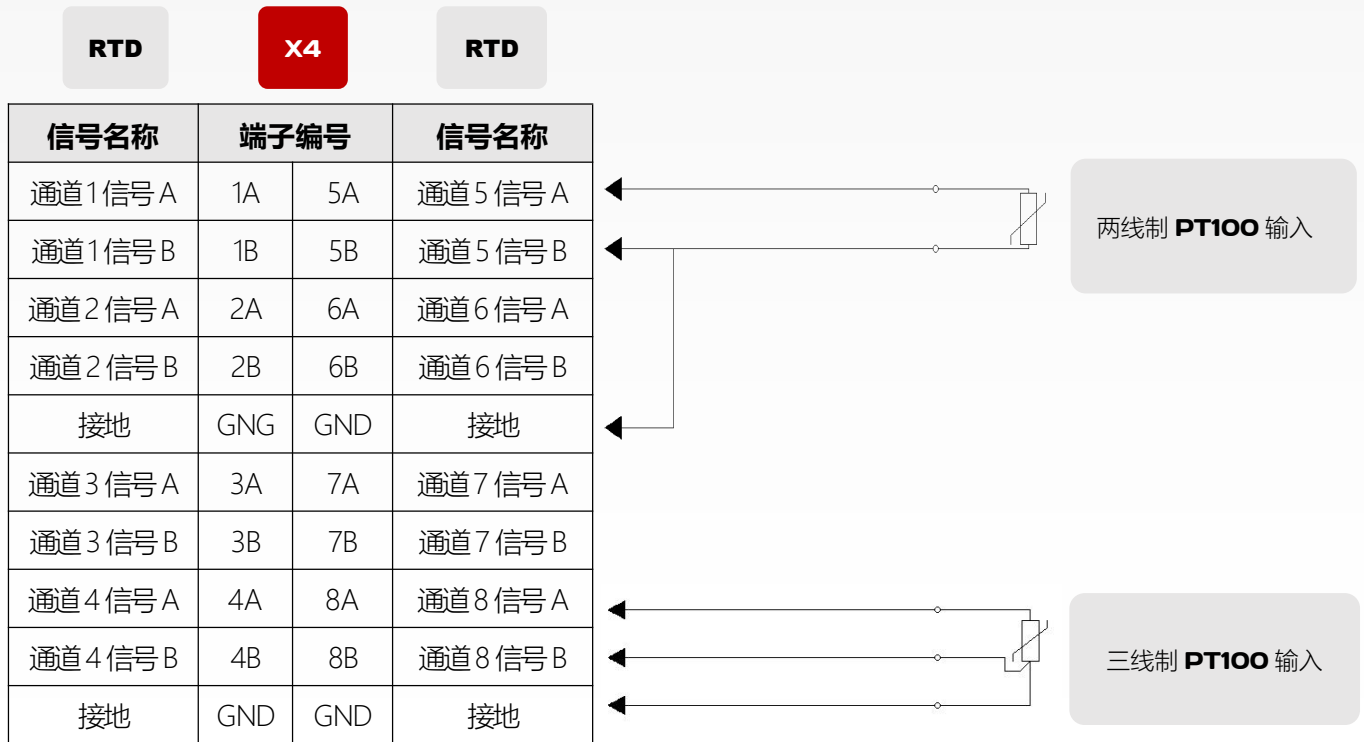 RTD X4 RTD
信号名称 端子编号 信号名称
通道1信号A 1A 5A 通道5信号A
两线制 PT100 输入
通道1信号B 1B 5B 通道5信号B
通道2信号A 2A 6A 通道6信号A
通道2信号B 2B 6B 通道6信号B
接地 GNG GND 接地
通道3信号A 3A 7A 通道7信号A
通道3信号B 3B 7B 通道7信号B
通道4信号A 4A 8A 通道8信号A
通道4信号B 4B 8B 通道8信号B
三线制 PT100 输入
接地 GND GND 接地